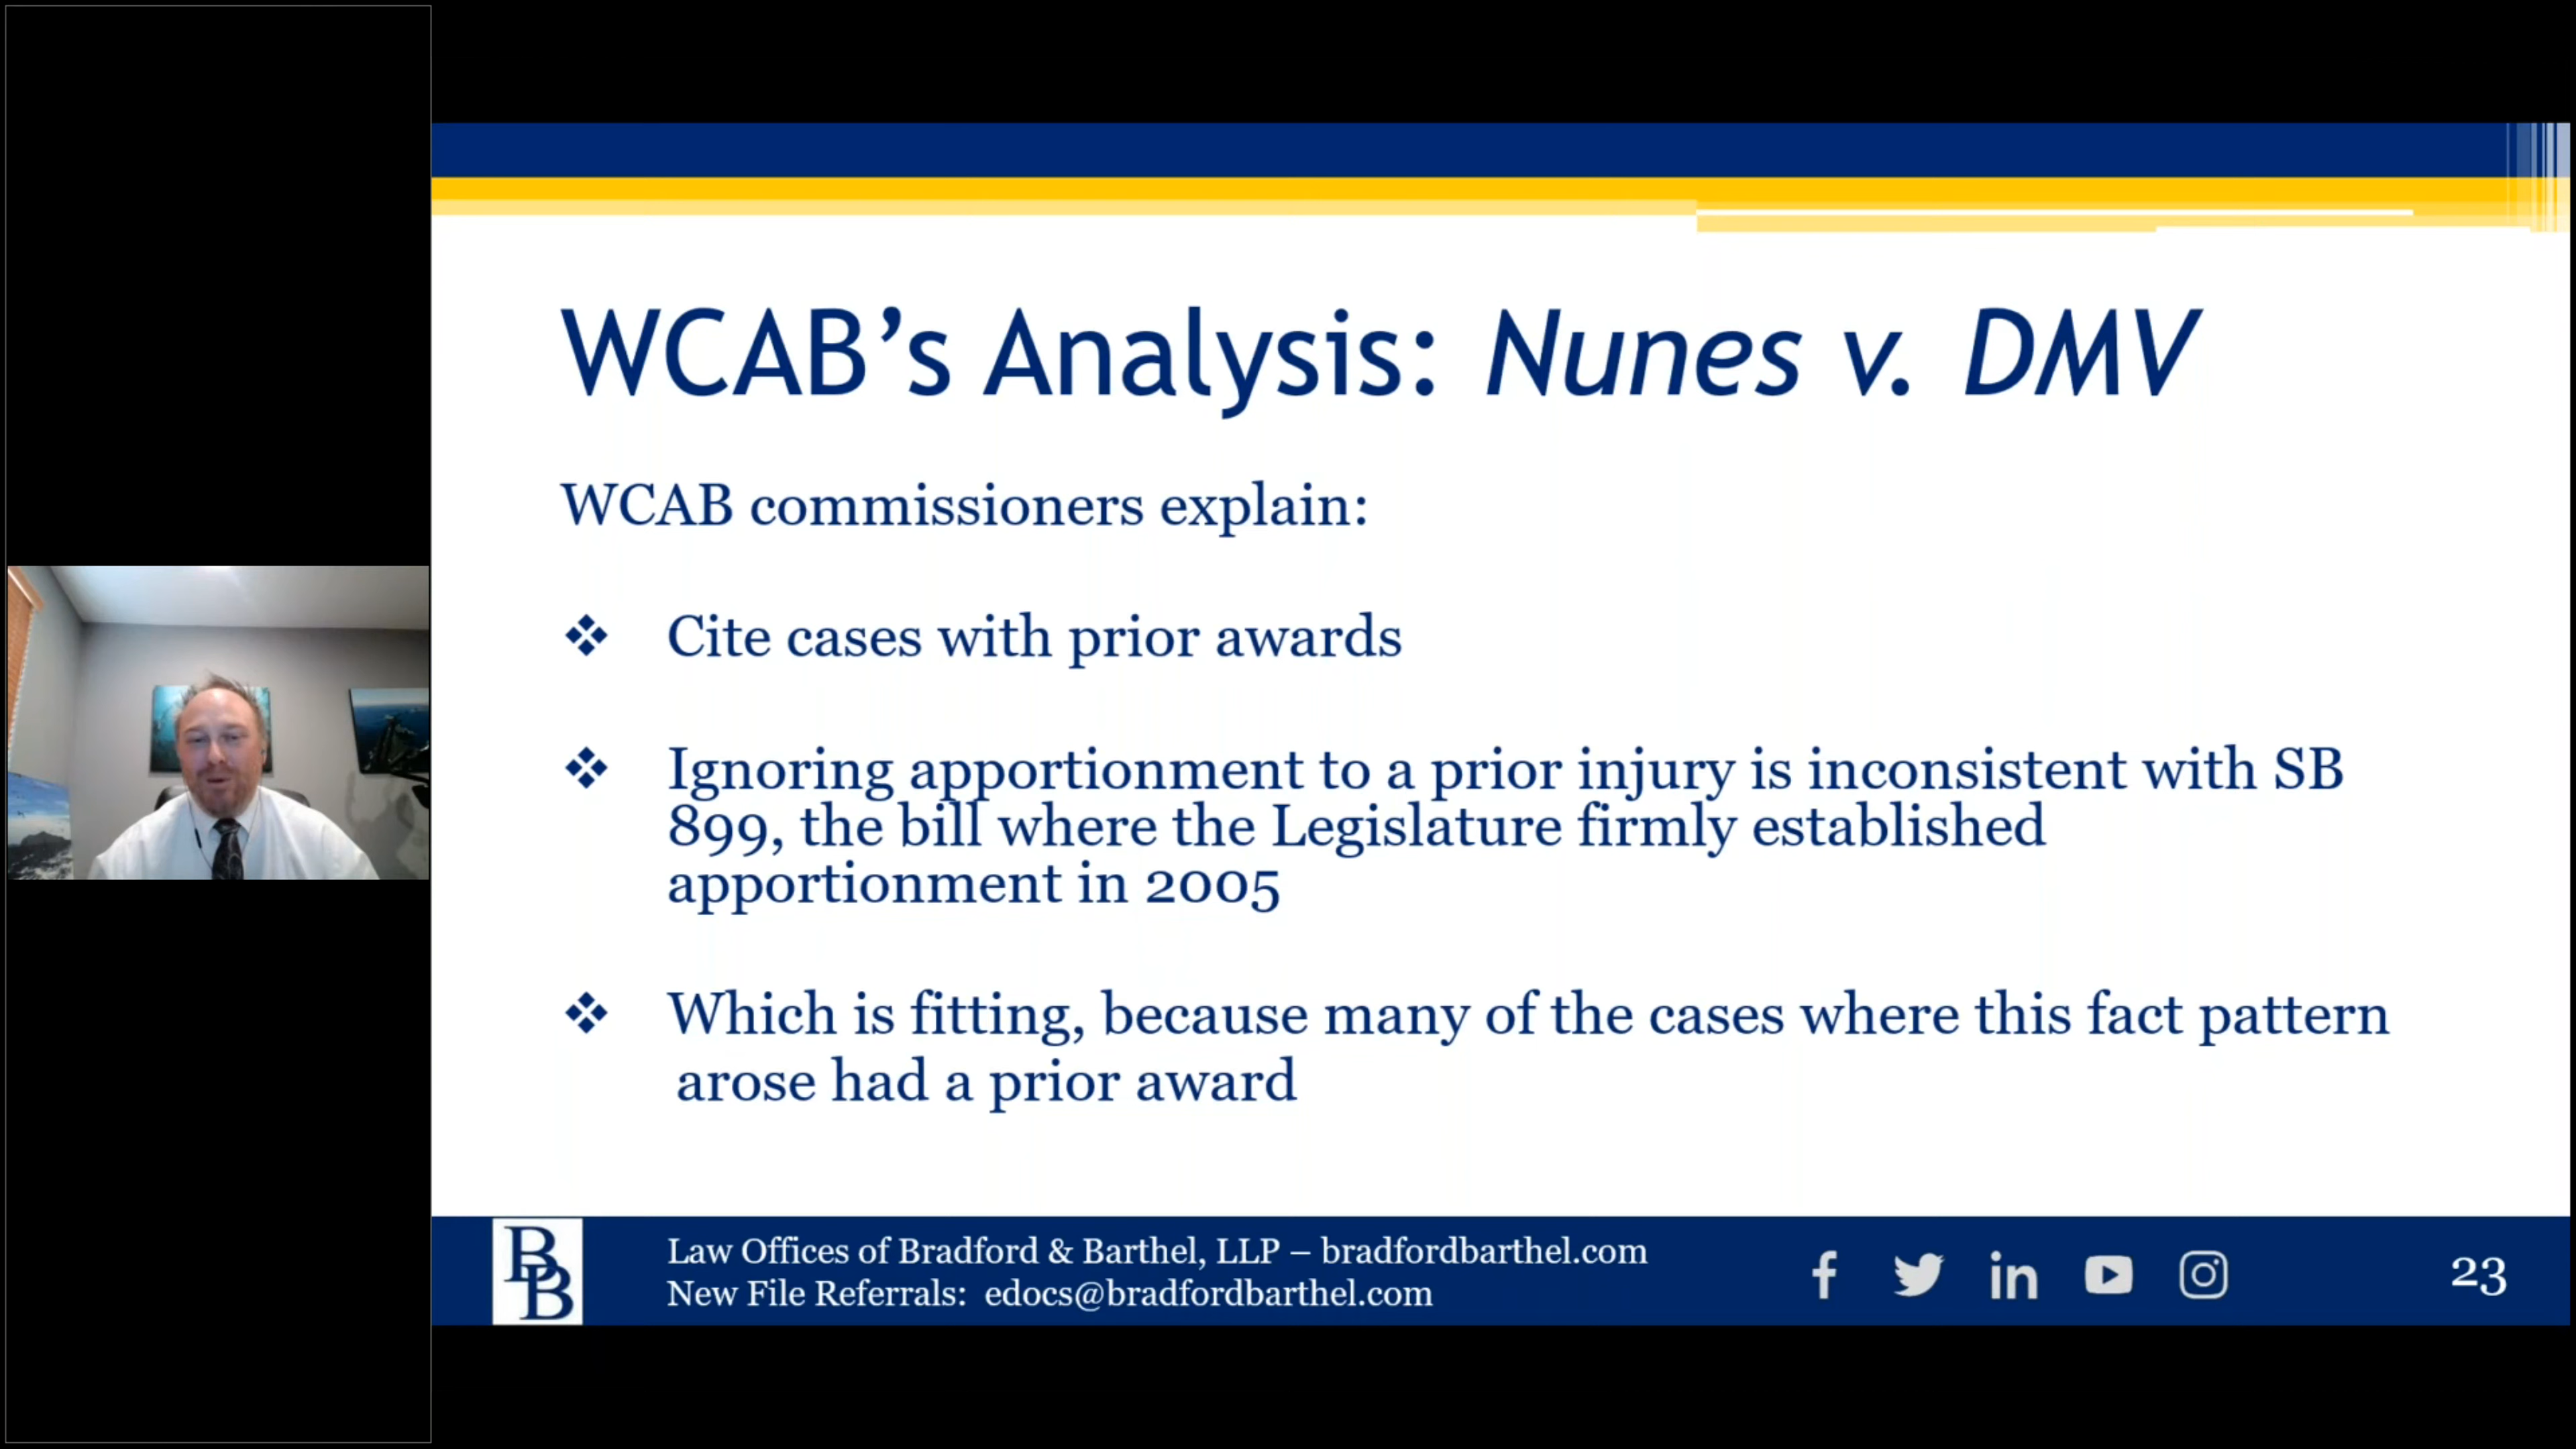 WCAB’s Analysis: Nunes v. DMV
WCAB commissioners explain:
❖ Cite cases with prior awards
❖ Ignoring apportionment to a prior injury is inconsistent with SB
899, the bill where the Legislature firmly established
apportionment in 2005
❖ Which is fitting, because many of the cases where this fact pattern
arose had a prior award
BB
Law Offices of Bradford & Barthel, LLP – bradfordbarthel.com
New File Referrals: edocs@bradfordbarthel.com
23